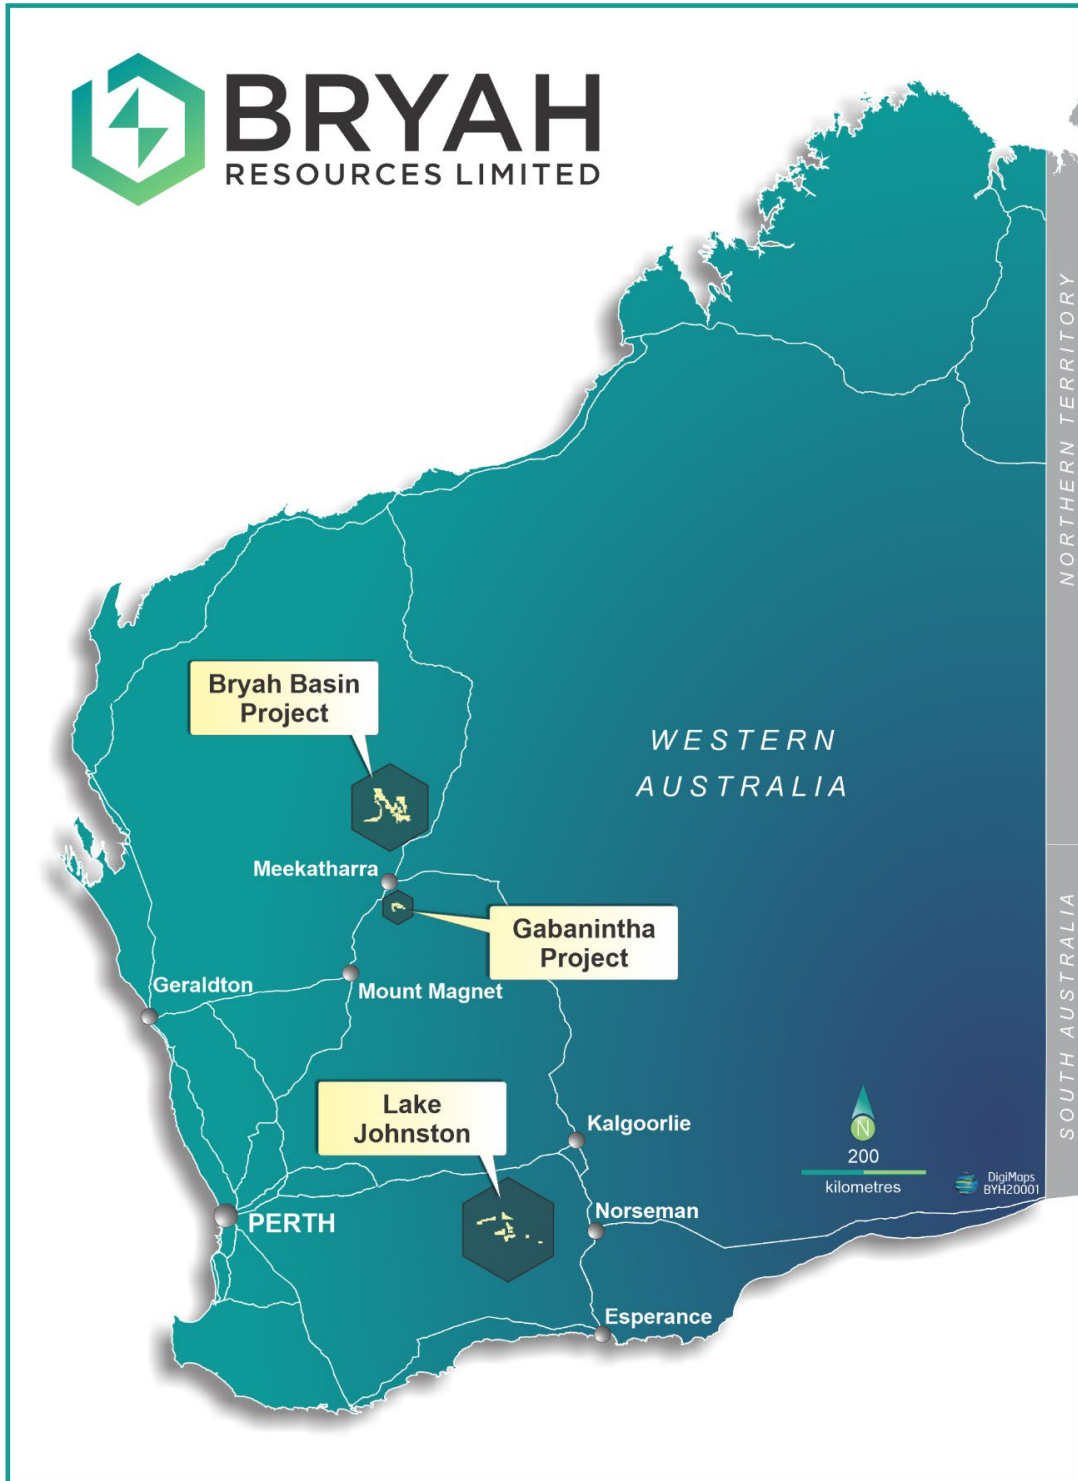 BRYAH
RESOURCES LIMITED
NORTHERN TERRITORY
Bryah Basin
Project
WESTERN
AUSTRALIA
Meekatharra
Gabanintha
Project
Geraldton
Mount Magnet
SOUTH AUSTRALIA
Lake
Johnston
Kalgoorlie
N
200
kilometres
DigiMaps
BYH20001
Norseman
PERTH
Esperance